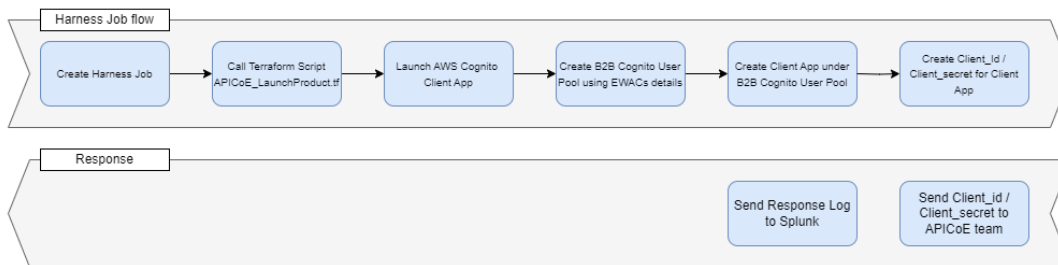 Harness Job flow
Create Harness Job
Call Terraform Script
APICoE_LaunchProduct.tf
Launch AWS Cognito
Client App
Create B2B Cognito User
Pool using EWACs details
Create Client App under
B2B Cognito User Pool
Create Client_Id /
Client_secret for Client
App
Response
Send Response Log
to Splunk
Send Client_id /
Client_secret to
APICoE team